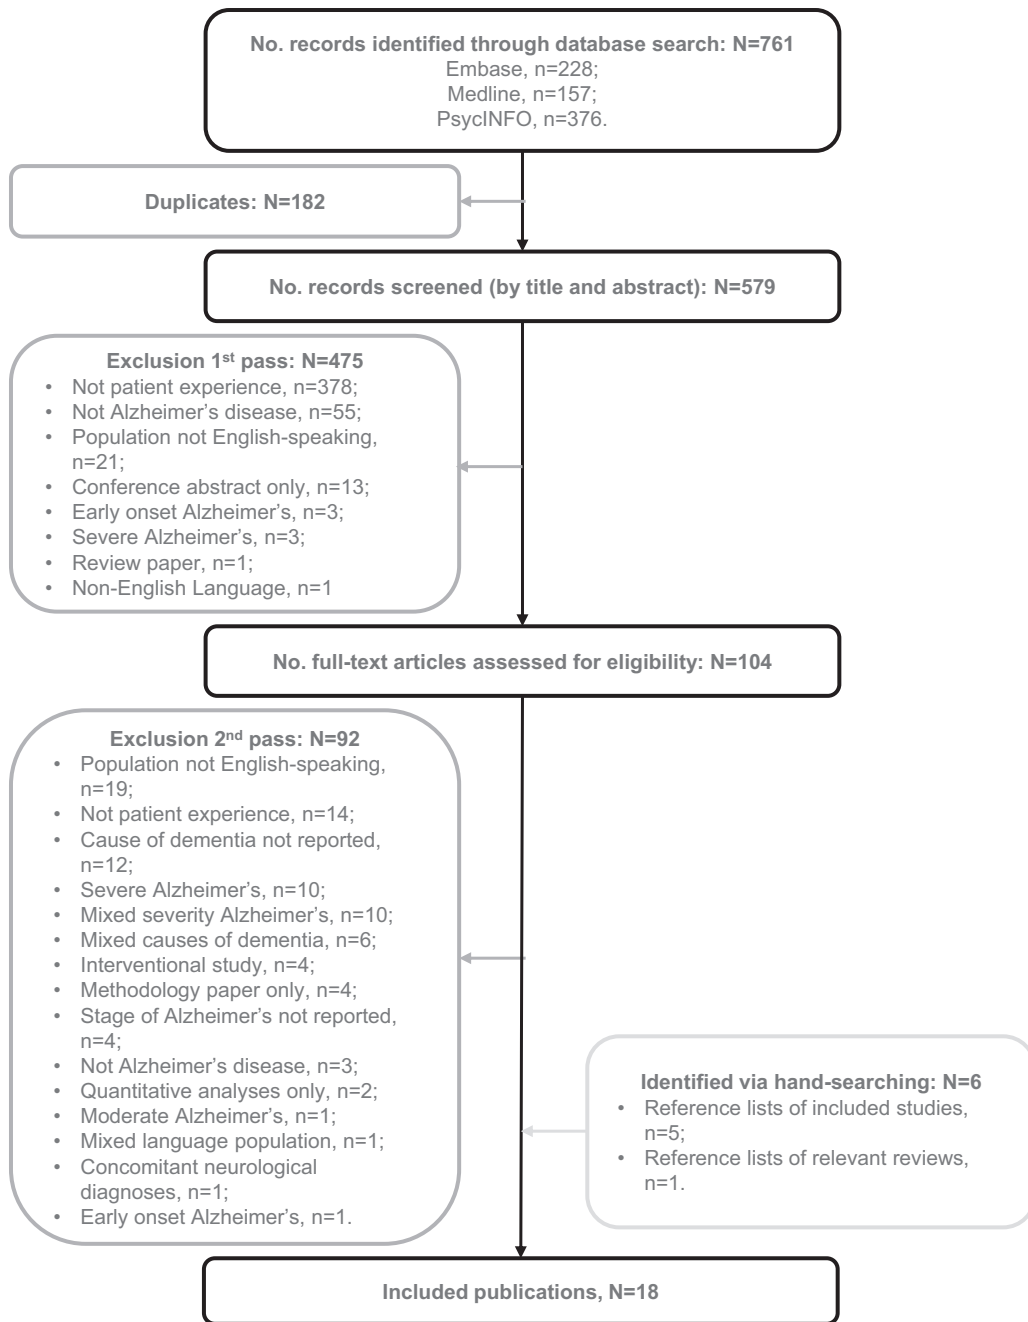 No. records identified through database search: N=761
Embase, n=228;
Medline, n=157;
PsycINFO, n=376.
Duplicates: N=182
No. records screened (by title and abstract): N=579
Exclusion 1st pass: N=475
• Not patient experience, n=378;
• Not Alzheimer’s disease, n=55;
• Population not English-speaking,
n=21;
• Conference abstract only, n=13;
• Early onset Alzheimer’s, n=3;
• Severe Alzheimer’s, n=3;
• Review paper, n=1;
• Non-English Language, n=1
No. full-text articles assessed for eligibility: N=104
Exclusion 2nd pass: N=92
• Population not English-speaking,
n=19;
• Not patient experience, n=14;
• Cause of dementia not reported,
n=12;
• Severe Alzheimer’s, n=10;
• Mixed severity Alzheimer’s, n=10;
• Mixed causes of dementia, n=6;
• Interventional study, n=4;
• Methodology paper only, n=4;
• Stage of Alzheimer’s not reported,
n=4;
• Not Alzheimer’s disease, n=3;
• Quantitative analyses only, n=2;
• Moderate Alzheimer’s, n=1;
• Mixed language population, n=1;
• Concomitant neurological
diagnoses, n=1;
• Early onset Alzheimer’s, n=1.
Identified via hand-searching: N=6
• Reference lists of included studies,
n=5;
• Reference lists of relevant reviews,
n=1.
Included publications, N=18